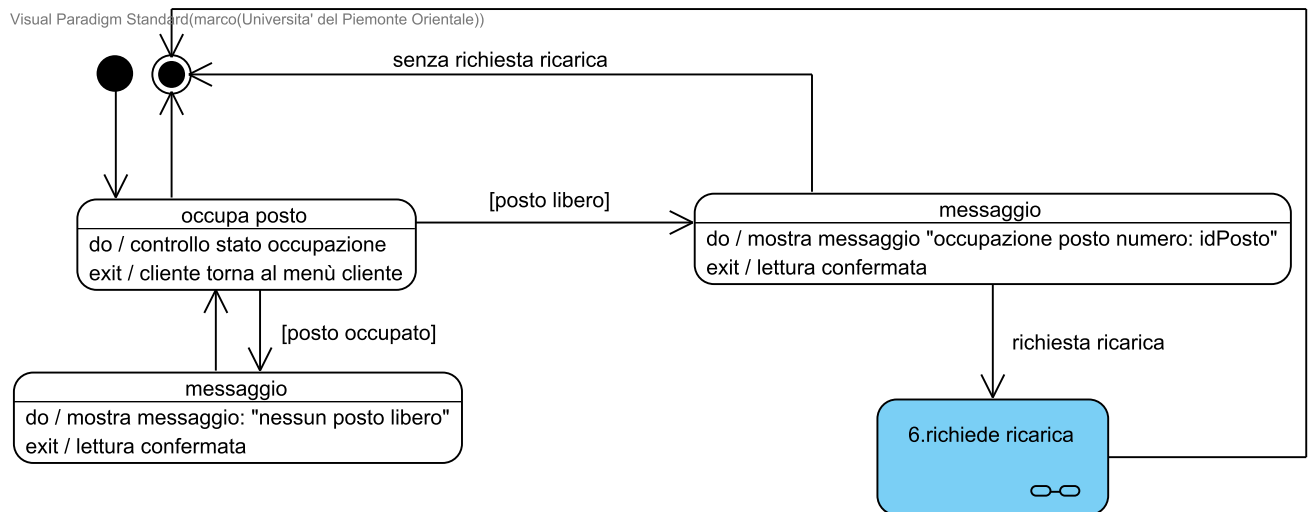 Visual Paradigm Standard(marco(Universita' del Piemonte Orientale))
senza richiesta ricarica
[posto libero]
occupa posto
do / controllo stato occupazione
exit / cliente torna al menù cliente
messaggio
do / mostra messaggio "occupazione posto numero: idPosto"
exit / lettura confermata
[posto occupato]
richiesta ricarica
messaggio
do / mostra messaggio: "nessun posto libero"
exit / lettura confermata
6.richiede ricarica